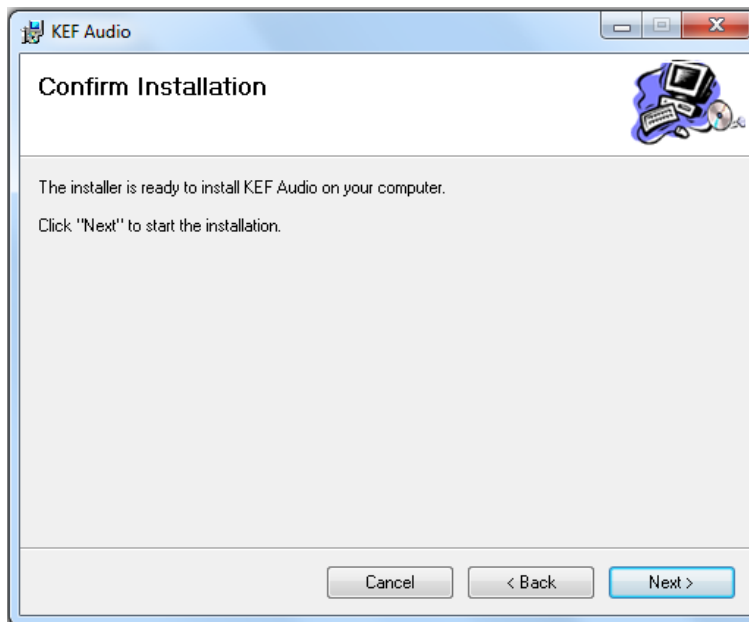 KEF Audio
Confirm Installation
The installer is ready to install KEF Audio on your computer.
Click "Next" to start the installation.
Cancel
< Back
Next >